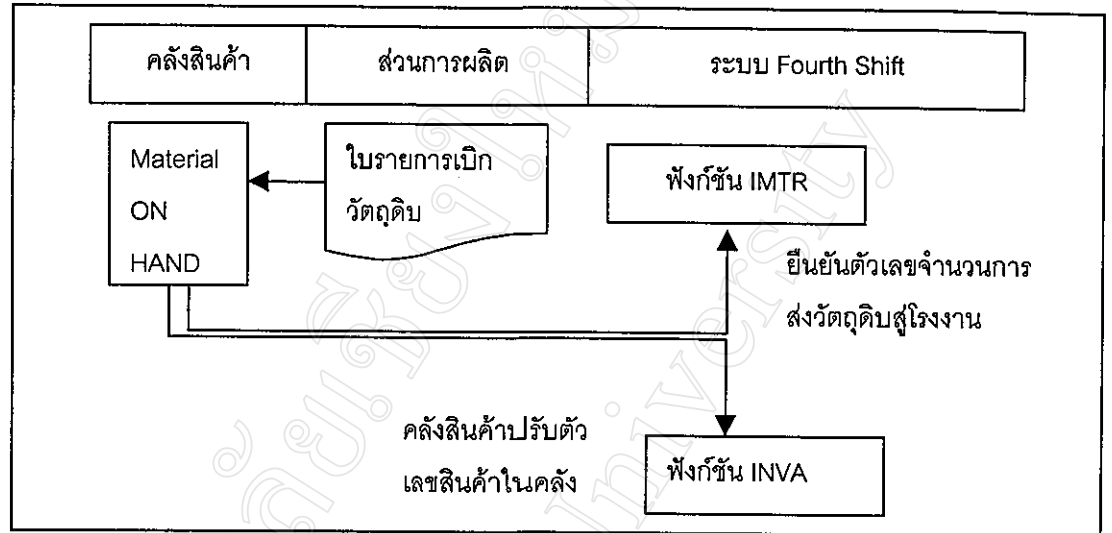 คลังสินค้า ส่วนการผลิต ระบบ Fourth Shift
Material
ON
HAND
ใบรายการเบิก
วัตถุดิบ
ฟังก์ชัน IMTR
ยืนยันตัวเลขจำนวนการ
ส่งวัตถุดิบสู่โรงงาน
คลังสินค้าปรับตัว
เลขสินค้าในคลัง
ฟังก์ชัน INVA